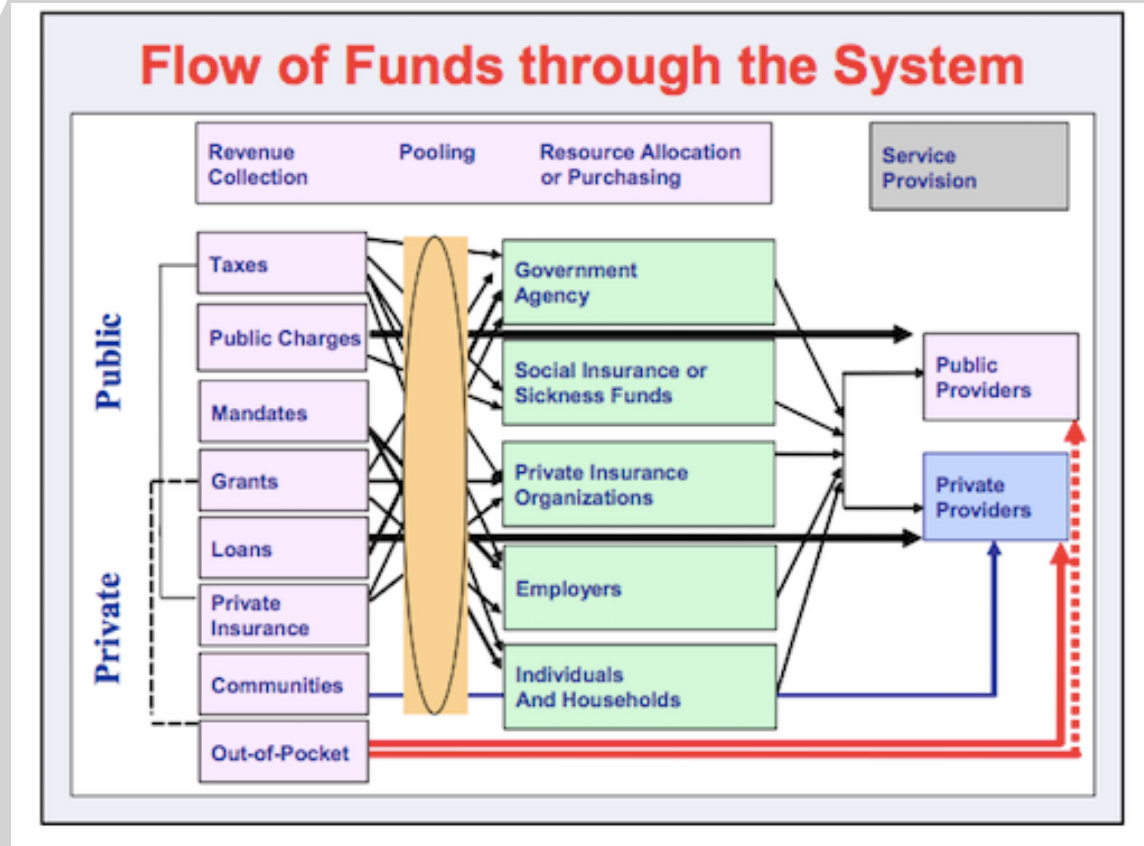 Flow of Funds through the System
Revenue
Collection
Pooling
Resource Allocation
or Purchasing
Service
Provision
Public
Private
Taxes
Public Charges
Mandates
Grants
Loans
Private
Insurance
Communities
Out-of-Pocket
Government
Agency
Social Insurance or
Sickness Funds
Private Insurance
Organizations
Employers
Individuals
And Households
Public
Providers
Private
Providers